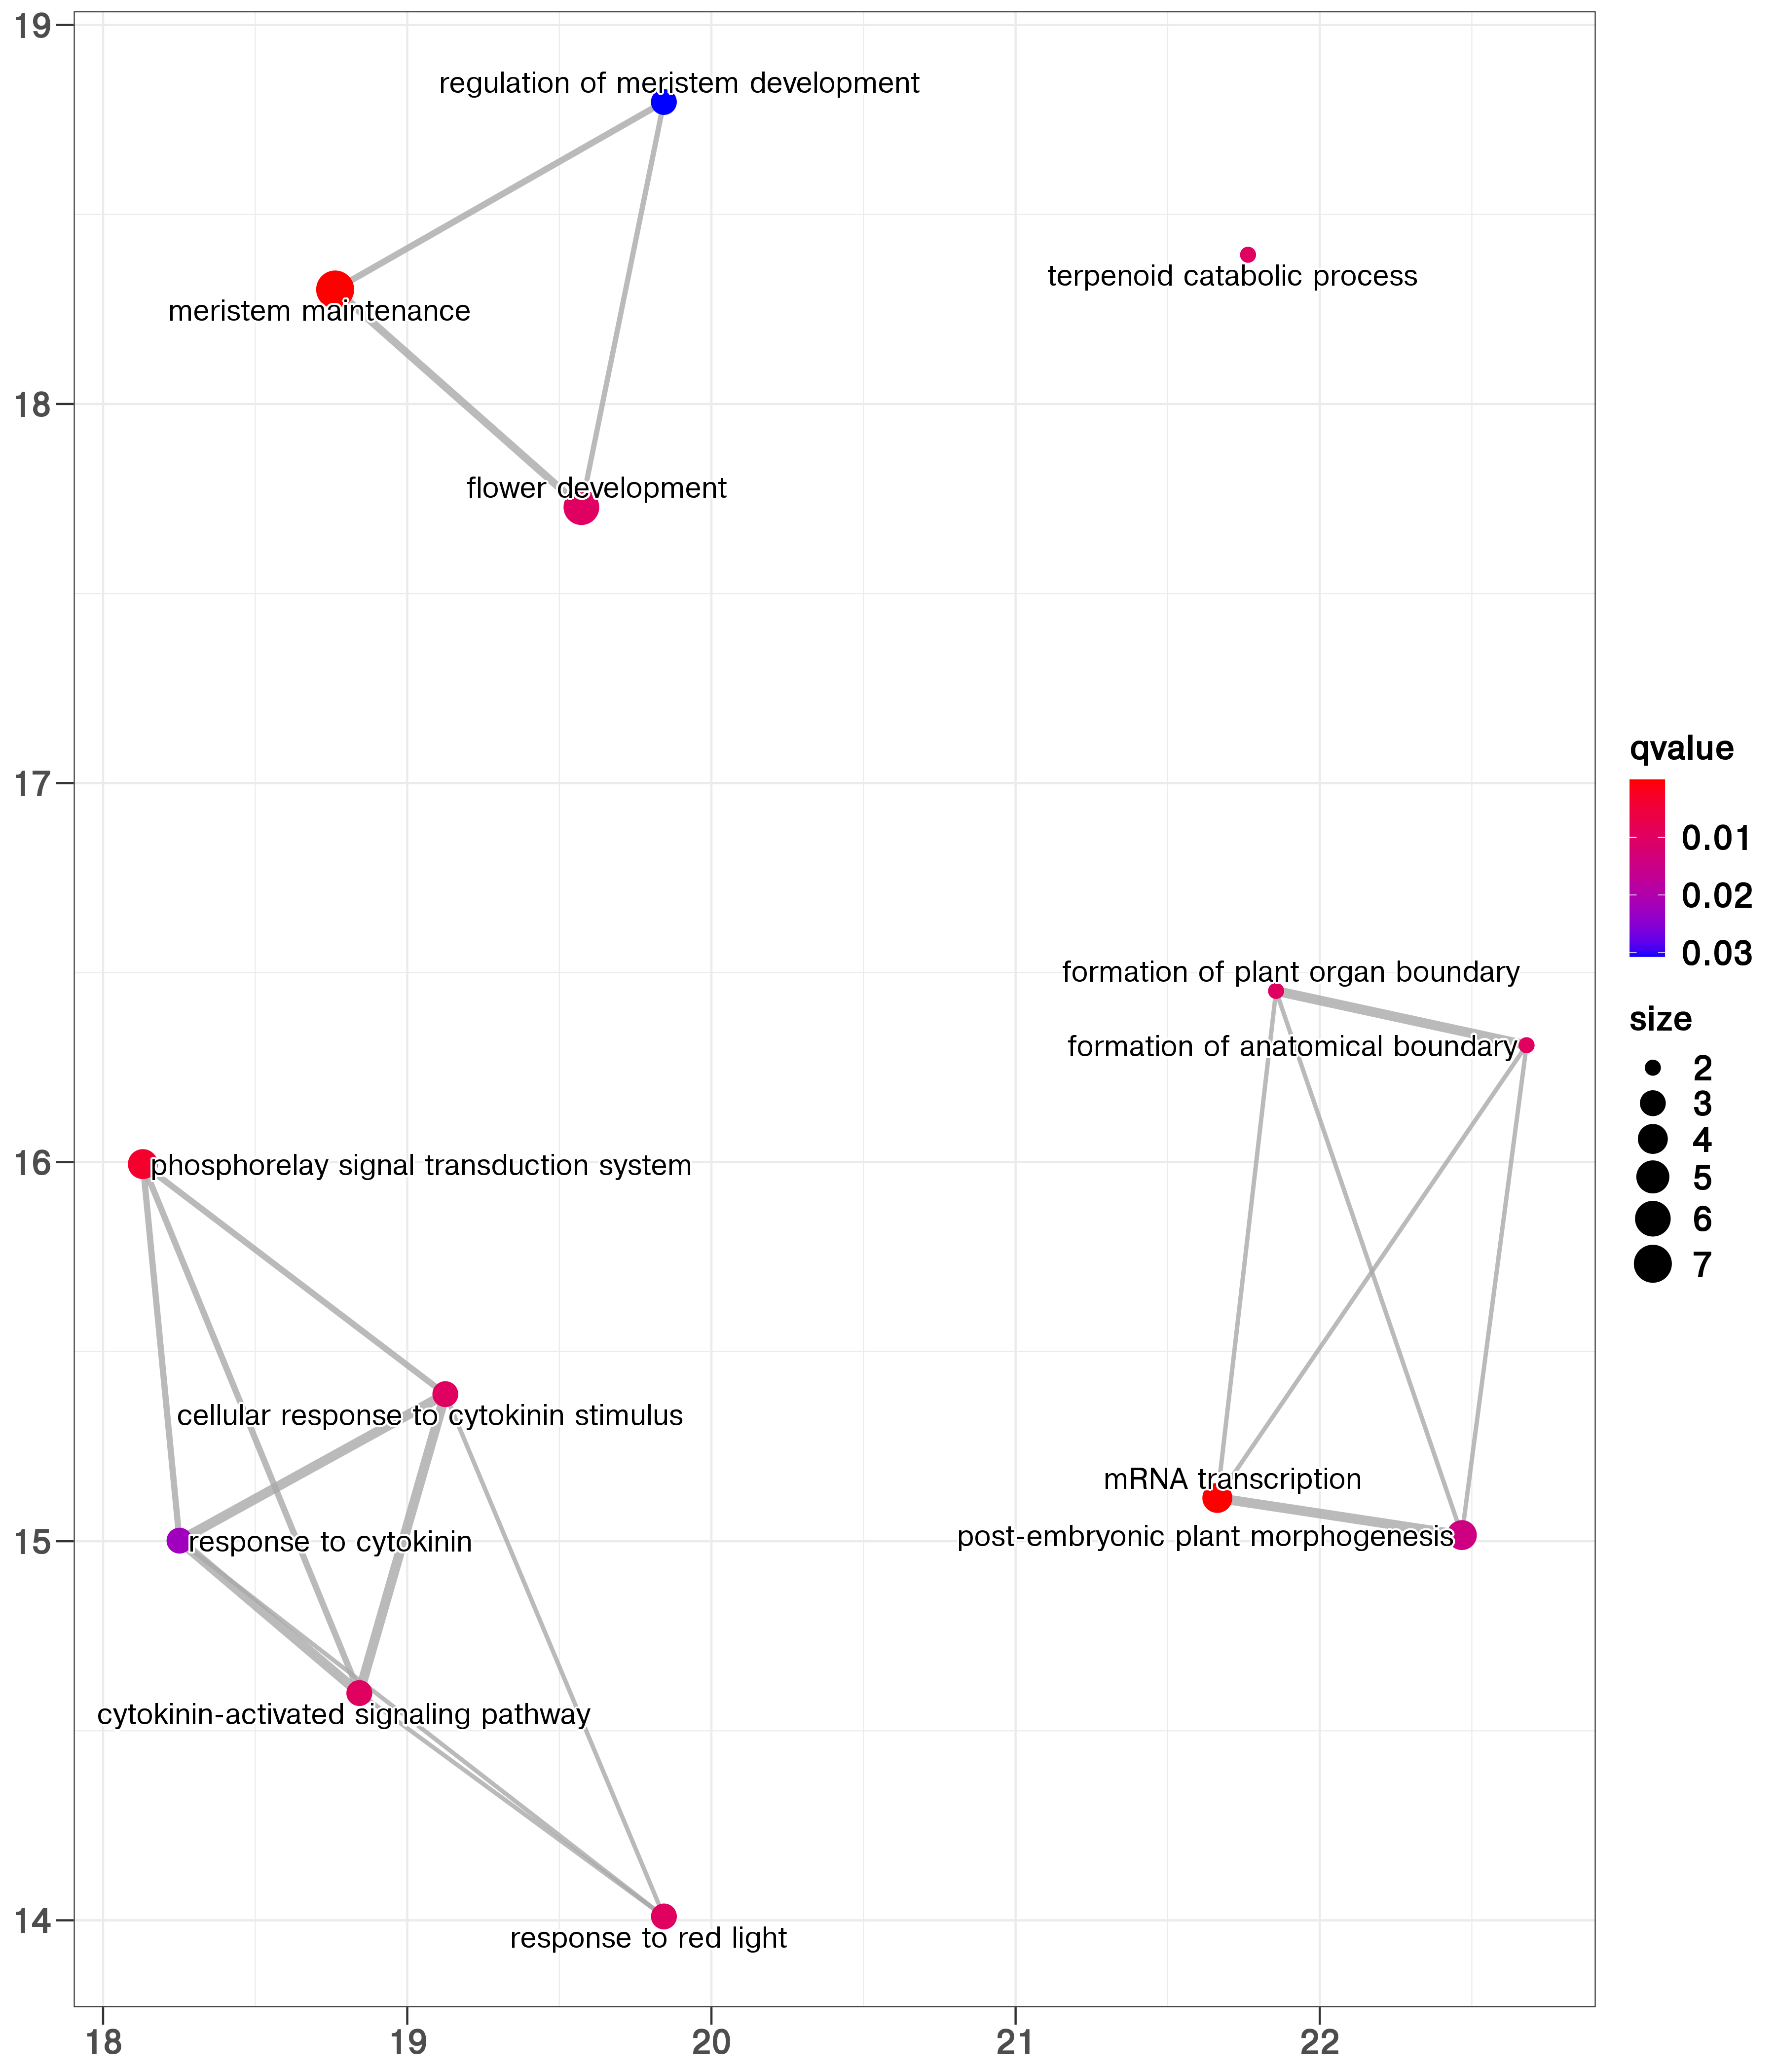 19
regulation of meristem development
terpenoid catabolic process
meristem maintenance
18
flower development
17
formation of plant organ boundary
formation of anatomical boundary
16
phosphorelay signal transduction system
cellular response to cytokinin stimulus
mRNA transcription
15
post-embryonic plant morphogenesis
response to cytokinin
cytokinin-activated signaling pathway
14
response to red light
18 19 20 21 22
qvalue
0.01
0.02
0.03
size
2
3
4
5
6
7